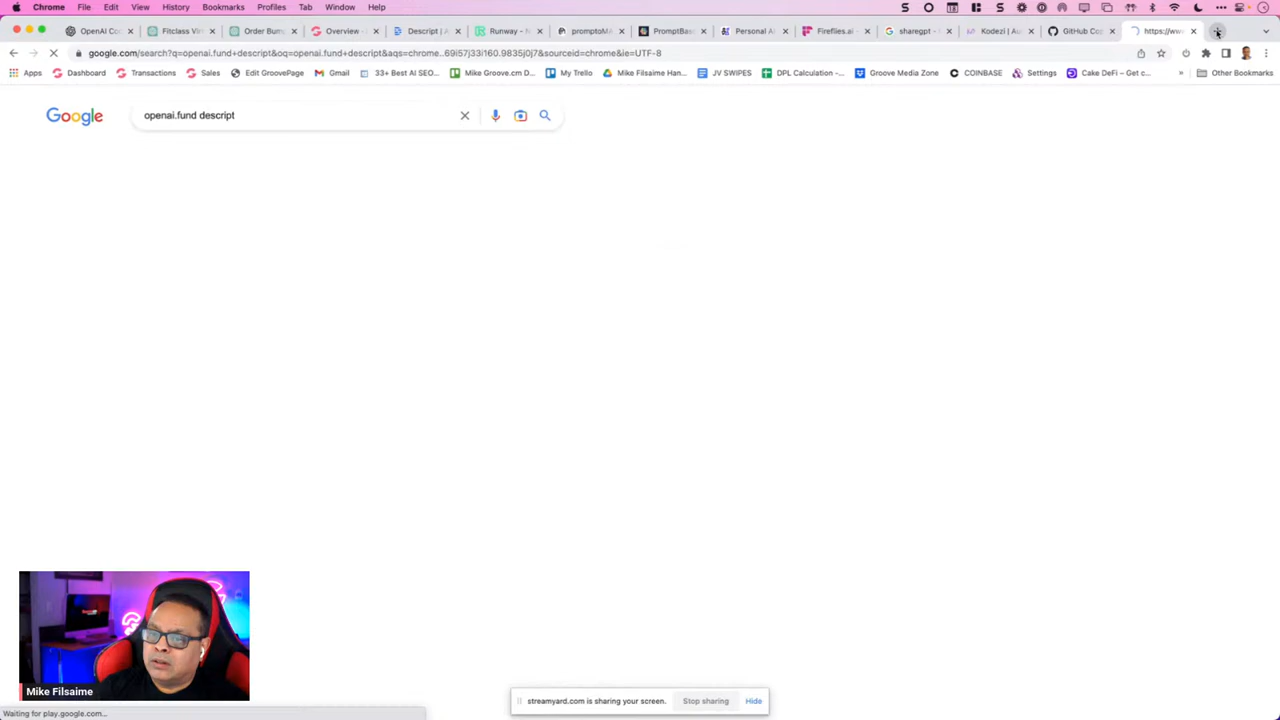 Chrome File Edit View History Bookmarks Profiles Tab Window Help
OpenAI Co Fitclass Vir Order Bum Overview Descript | A Runway - N promptoM PromptBas Personal AI Fireflies.ai sharegpt - Kodezi | Au GitHub Cop https://ww
google.com/search?q=openai.fund+descript&oq=openai.fund+descript&aqs=chrome..69i57j33i160.9835j0j7&sourceid=chrome&ie=UTF-8
Apps Dashboard Transactions Sales Edit GroovePage Gmail 33+ Best AI SEO... Mike Groove.cm D... My Trello Mike Filsaime Han... JV SWIPES DPL Calculation -... Groove Media Zone COINBASE Settings Cake DeFi – Get c... » Other Bookmarks
Google openai.fund descript
Mike Filsaime
streamyard.com is sharing your screen. Stop sharing Hide
Waiting for play.google.com...